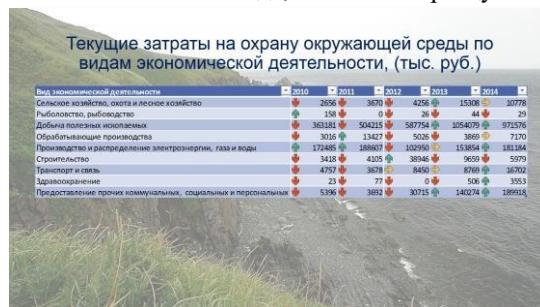 Текущие затраты на охрану окружающей среды по
видам экономической деятельности, (тыс. руб.)
Вид экономической деятельности 2010 2011 2012 2013 2014
Сельское хозяйство, охота и лесное хозяйство 2656 3670 4256 15308 10778
Рыболовство, рыбоводство 158 0 26 44 29
Добыча полезных ископаемых 363181 504215 587754 1054079 971576
Обрабатывающие производства 3016 13427 5026 3869 7170
Производство и распределение электроэнергии, газа и воды 172485 188607 102950 153854 181184
Строительство 3418 4105 38946 9659 5979
Транспорт и связь 4757 3678 8450 8769 16702
Здравоохранение 23 77 0 506 3553
Предоставление прочих коммунальных, социальных и персональных 5396 3692 30715 140274 189918